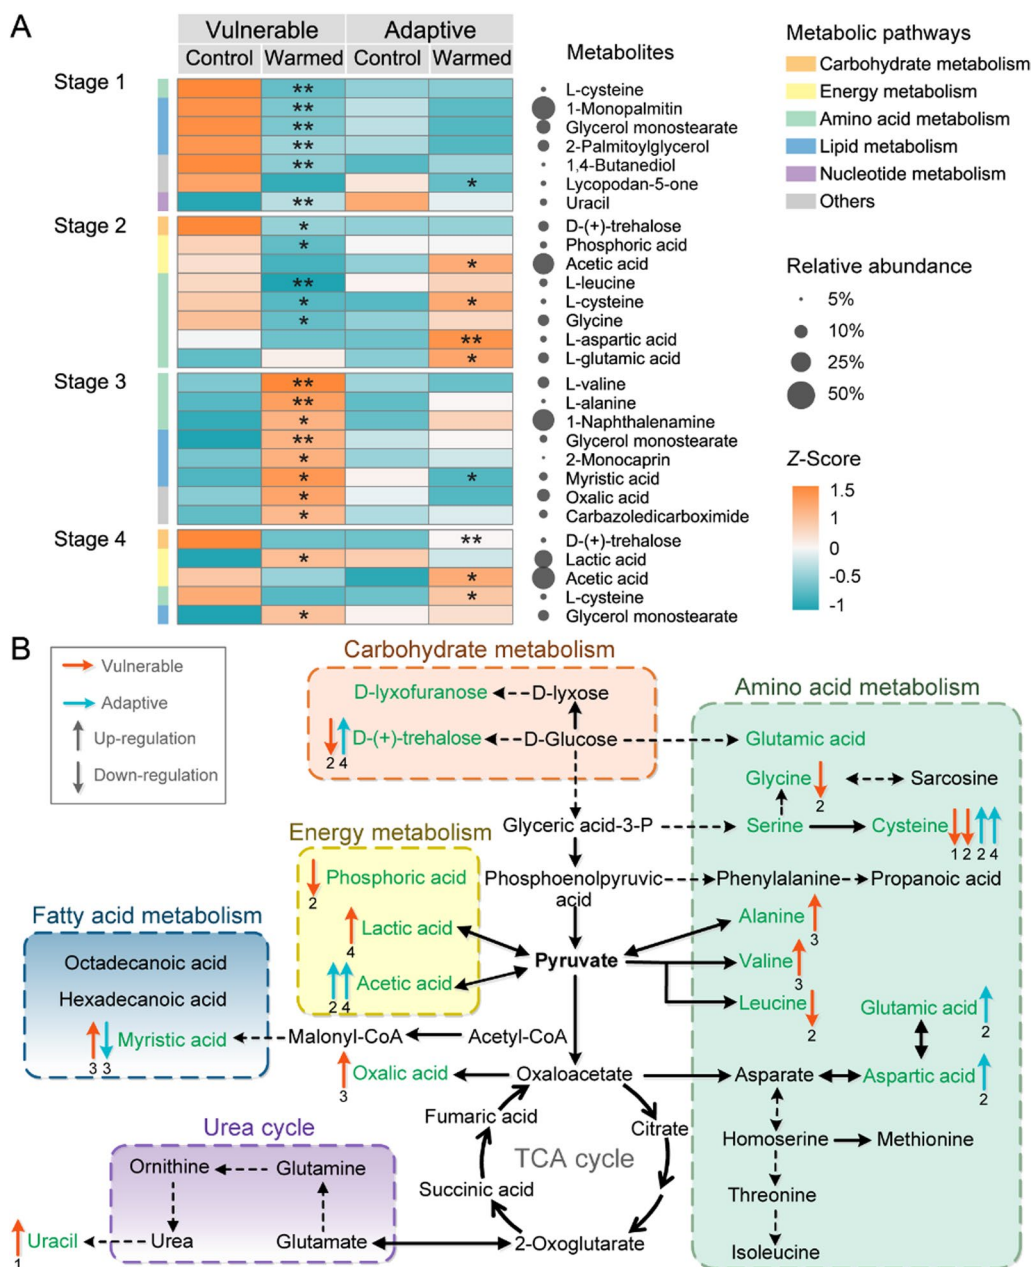 A
Vulnerable Adaptive
Control Warmed Control Warmed
Metabolites
Metabolic pathways
Carbohydrate metabolism
Energy metabolism
Amino acid metabolism
Lipid metabolism
Nucleotide metabolism
Others
Stage 1
** L-cysteine
** 1-Monopalmitin
** Glycerol monostearate
** 2-Palmitoylglycerol
** 1,4-Butanediol
* Lycopodan-5-one
** Uracil
Stage 2
* D-(+)-trehalose
* Phosphoric acid
* Acetic acid
** L-leucine
* * L-cysteine
* Glycine
** L-aspartic acid
* L-glutamic acid
Stage 3
** L-valine
** L-alanine
* 1-Naphthalenamine
** Glycerol monostearate
* 2-Monocaprin
* * Myristic acid
* Oxalic acid
* Carbazoledicarboximide
Stage 4
** D-(+)-trehalose
* Lactic acid
* Acetic acid
* L-cysteine
* Glycerol monostearate
Relative abundance
5%
10%
25%
50%
Z-Score
1.5
1
0
-0.5
-1
B
Vulnerable
Adaptive
Up-regulation
Down-regulation
Carbohydrate metabolism
D-lyxofuranose D-lyxose
D-(+)-trehalose D-Glucose
2 4
Amino acid metabolism
Glutamic acid
Glycine Sarcosine
2
Glyceric acid-3-P Serine Cysteine
1 2 2 4
Energy metabolism
Phosphoric acid
2
Phosphoenolpyruvic
acid
Phenylalanine Propanoic acid
Lactic acid
4
Acetic acid
2 4
Pyruvate
Alanine
3
Valine
3
Leucine
2
Glutamic acid
2
Fatty acid metabolism
Octadecanoic acid
Hexadecanoic acid
Myristic acid
3 3
Malonyl-CoA Acetyl-CoA
Oxalic acid
3
Oxaloacetate Asparate Aspartic acid
2
Fumaric acid
Citrate
TCA cycle
Succinic acid
2-Oxoglutarate
Homoserine Methionine
Threonine
Isoleucine
Urea cycle
Ornithine Glutamine
Uracil Urea Glutamate
1